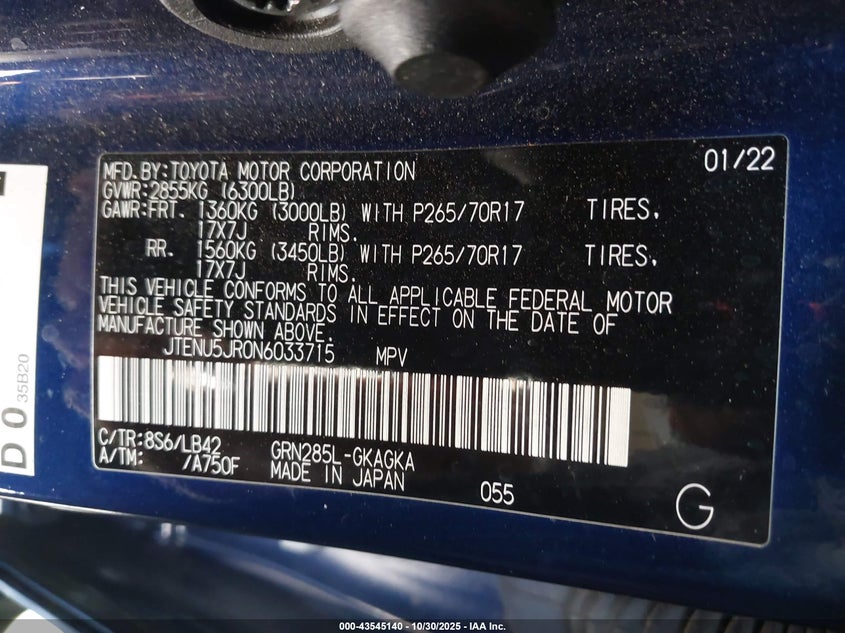 MFD.BY:TOYOTA MOTOR CORPORATION 01/22
GVWR:2855KG (6300LB)
GAWR:FRT. 1360KG (3000LB) WITH P265/70R17 TIRES,
17X7J RIMS.
RR. 1560KG (3450LB) WITH P265/70R17 TIRES,
17X7J RIMS.
THIS VEHICLE CONFORMS TO ALL APPLICABLE FEDERAL MOTOR
VEHICLE SAFETY STANDARDS IN EFFECT ON THE DATE OF
MANUFACTURE SHOWN ABOVE.
JTENU5JR0N6033715 MPV
C/TR:8S6/LB42 GRN285L-GKAGKA
A/TM: /A750F MADE IN JAPAN 055
G
D 0 35B20
000-43545140 - 10/30/2025 - IAA Inc.